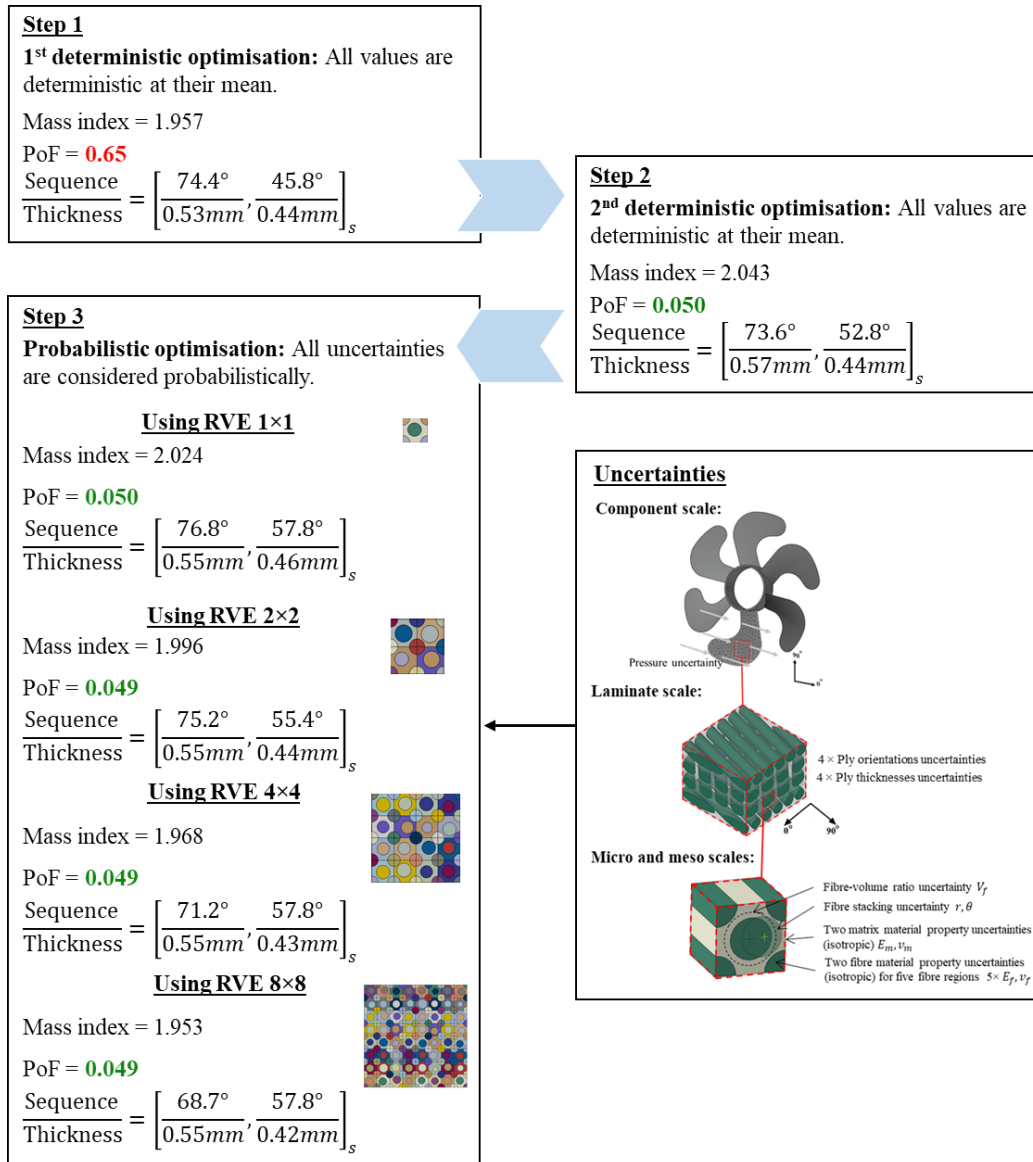 Step 1
1st deterministic optimisation: All values are
deterministic at their mean.
Mass index = 1.957
PoF = 0.65
Sequence/Thickness = [74.4°/0.53mm, 45.8°/0.44mm]s
Step 2
2nd deterministic optimisation: All values are
deterministic at their mean.
Mass index = 2.043
PoF = 0.050
Sequence/Thickness = [73.6°/0.57mm, 52.8°/0.44mm]s
Step 3
Probabilistic optimisation: All uncertainties
are considered probabilistically.
Using RVE 1×1
Mass index = 2.024
PoF = 0.050
Sequence/Thickness = [76.8°/0.55mm, 57.8°/0.46mm]s
Using RVE 2×2
Mass index = 1.996
PoF = 0.049
Sequence/Thickness = [75.2°/0.55mm, 55.4°/0.44mm]s
Using RVE 4×4
Mass index = 1.968
PoF = 0.049
Sequence/Thickness = [71.2°/0.55mm, 57.8°/0.43mm]s
Using RVE 8×8
Mass index = 1.953
PoF = 0.049
Sequence/Thickness = [68.7°/0.55mm, 57.8°/0.42mm]s
Uncertainties
Component scale:
Pressure uncertainty
90°
0°
Laminate scale:
4 × Ply orientations uncertainties
4 × Ply thicknesses uncertainties
0°
90°
Micro and meso scales:
Fibre-volume ratio uncertainty Vf
Fibre stacking uncertainty r, θ
Two matrix material property uncertainties
(isotropic) Em, vm
Two fibre material property uncertainties
(isotropic) for five fibre regions 5× Ef, vf